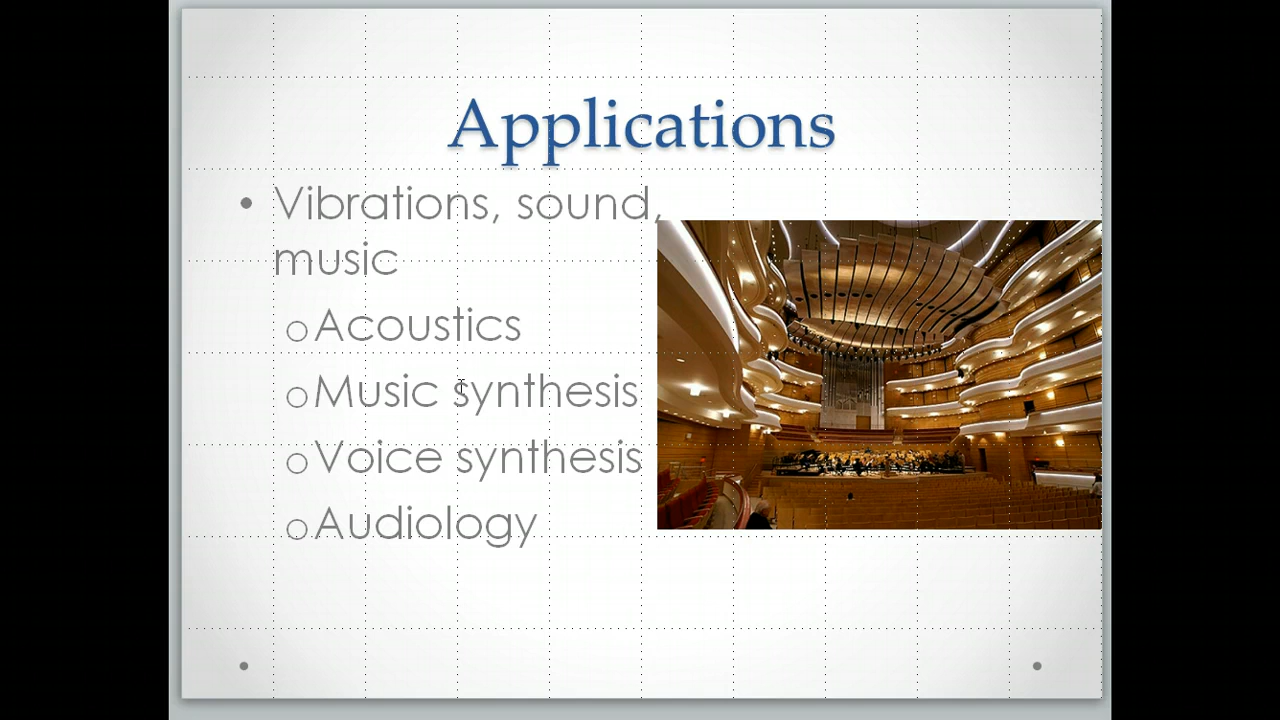 Applications
• Vibrations, sound,
music
o Acoustics
o Music synthesis
o Voice synthesis
o Audiology